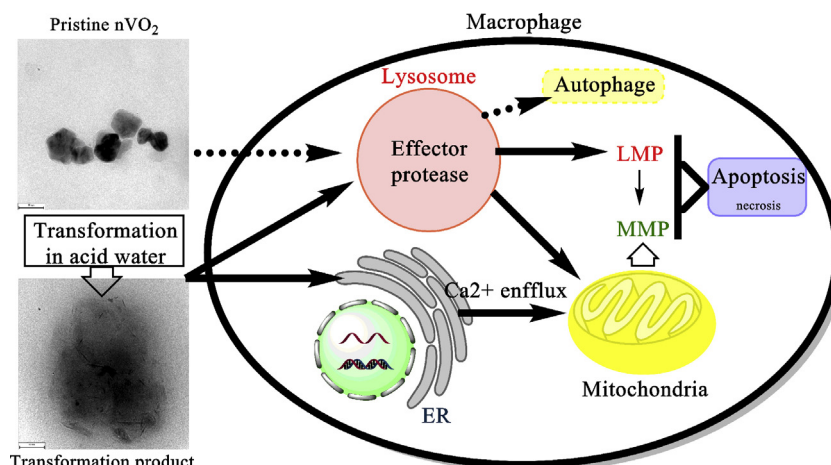 Pristine nVO2
Macrophage
Lysosome
Autophage
Effector
protease
LMP
MMP
Apoptosis
necrosis
Transformation
in acid water
Ca2+ enfflux
Mitochondria
ER
Transformation product